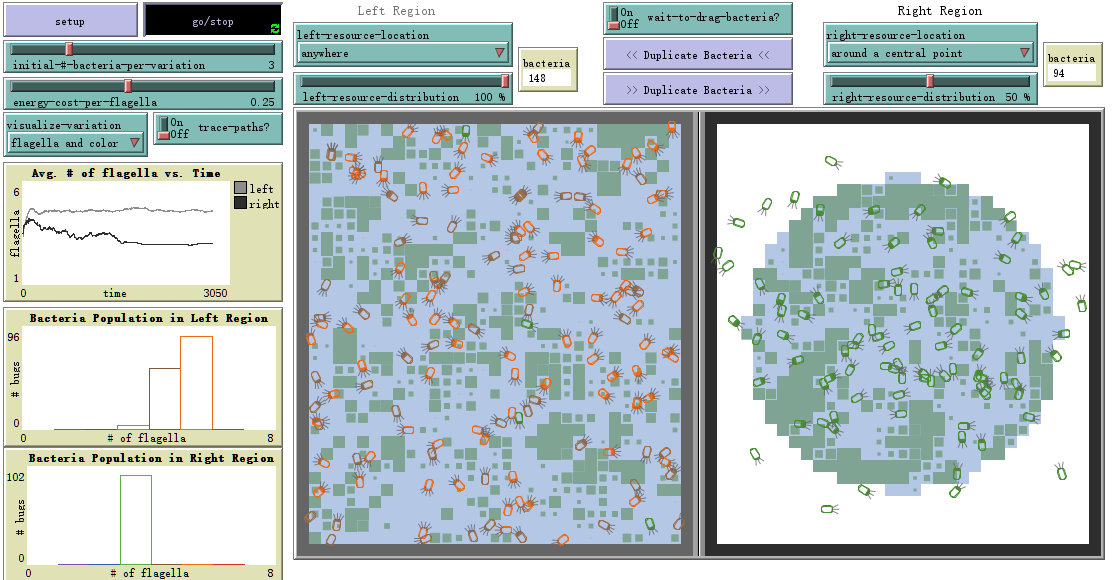 setup
go/stop
initial-#-bacteria-per-variation 3
energy-cost-per-flagella 0.25
visualize-variation
flagella and color
On
Off
trace-paths?
Avg. # of flagella vs. Time
6
flagella
1
0
time
3050
left
right
Bacteria Population in Left Region
96
# bugs
0
0
# of flagella
8
Bacteria Population in Right Region
102
# bugs
0
0
# of flagella
8
Left Region
left-resource-location
anywhere
left-resource-distribution 100 %
bacteria
148
On
Off
wait-to-drag-bacteria?
<< Duplicate Bacteria <<
>> Duplicate Bacteria >>
Right Region
right-resource-location
around a central point
right-resource-distribution 50 %
bacteria
94